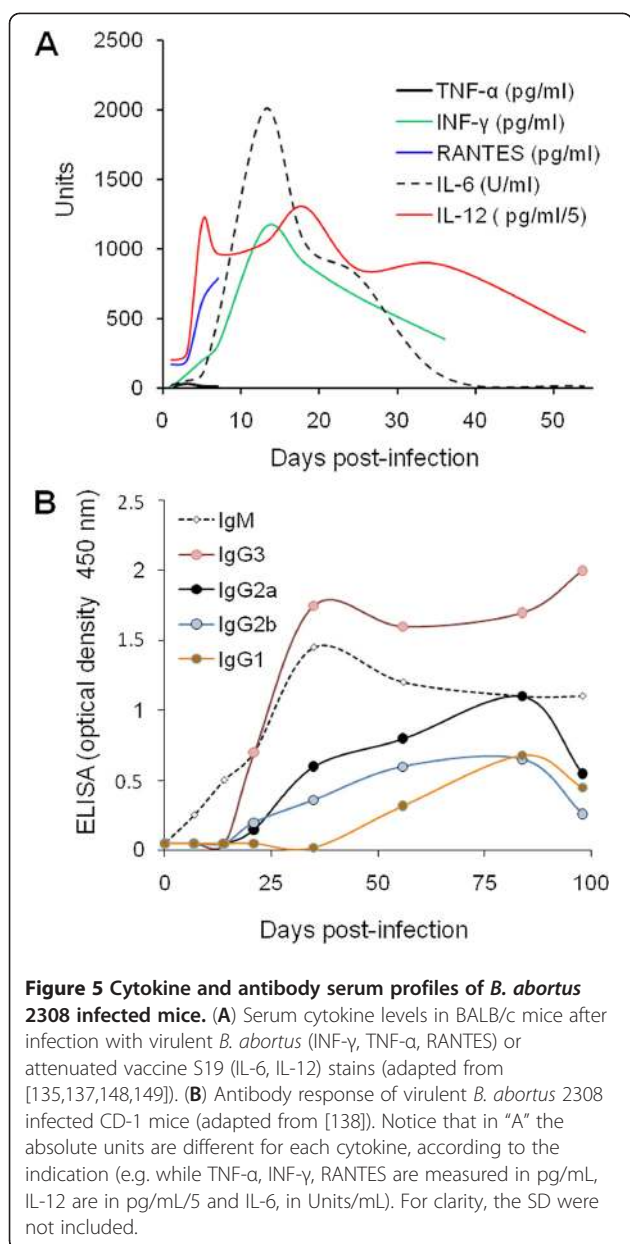 A
2500
2000
1500
1000
500
0
Units
TNF-α (pg/ml)
INF-γ (pg/ml)
RANTES (pg/ml)
IL-6 (U/ml)
IL-12 ( pg/ml/5)
0 10 20 30 40 50
Days post-infection
B
2.5
2
1.5
1
0.5
0
ELISA (optical density 450 nm)
IgM
IgG3
IgG2a
IgG2b
IgG1
0 25 50 75 100
Days post-infection
Figure 5 Cytokine and antibody serum profiles of B. abortus
2308 infected mice. (A) Serum cytokine levels in BALB/c mice after
infection with virulent B. abortus (INF-γ, TNF-α, RANTES) or
attenuated vaccine S19 (IL-6, IL-12) stains (adapted from
[135,137,148,149]). (B) Antibody response of virulent B. abortus 2308
infected CD-1 mice (adapted from [138]). Notice that in “A” the
absolute units are different for each cytokine, according to the
indication (e.g. while TNF-α, INF-γ, RANTES are measured in pg/mL,
IL-12 are in pg/mL/5 and IL-6, in Units/mL). For clarity, the SD were
not included.